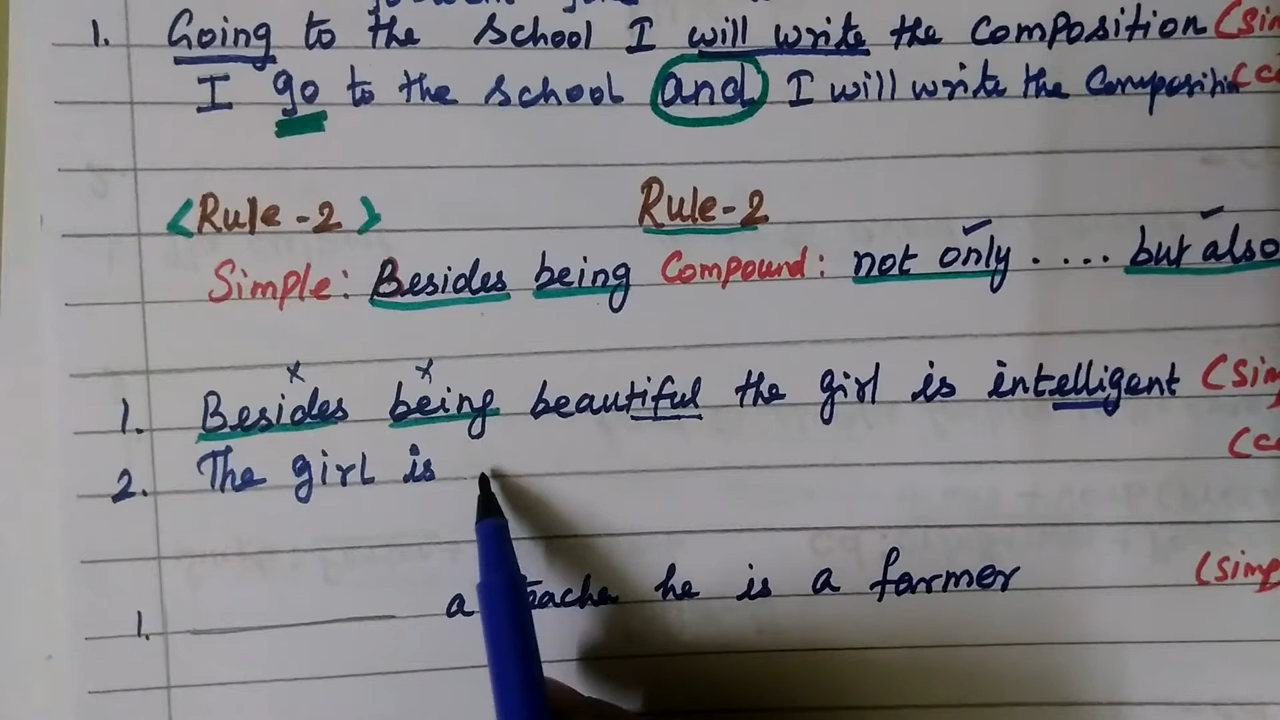 1. Going to the school I will write the composition (sim
I go to the school and I will write the
<Rule-2> Rule-2
Simple: Besides being Compound: not only .... but also
1. Besides being beautiful the girl is intelligent (Sim
2. The girl is (co
1. a he is a farmer (simp